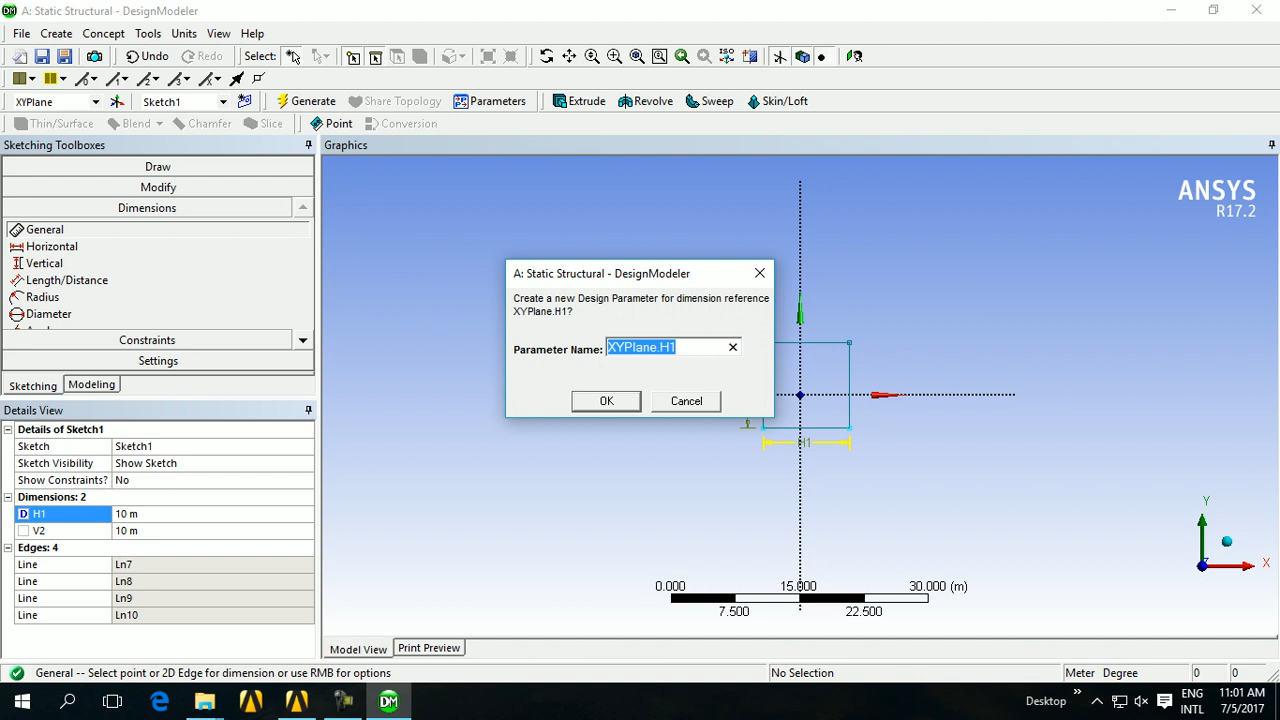 A: Static Structural - DesignModeler
File Create Concept Tools Units View Help
Undo Redo Select:
XYPlane Sketch1 Generate Share Topology Parameters Extrude Revolve Sweep Skin/Loft
Thin/Surface Blend Chamfer Slice Point Conversion
Sketching Toolboxes
Draw
Modify
Dimensions
General
Horizontal
Vertical
Length/Distance
Radius
Diameter
Constraints
Settings
Sketching Modeling
Details View
Details of Sketch1
Sketch Sketch1
Sketch Visibility Show Sketch
Show Constraints? No
Dimensions: 2
D H1 10 m
V2 10 m
Edges: 4
Line Ln7
Line Ln8
Line Ln9
Line Ln10
Graphics
ANSYS
R17.2
A: Static Structural - DesignModeler
Create a new Design Parameter for dimension reference
XYPlane.H1?
Parameter Name: XYPlane.H1
OK Cancel
H1
Y
X
0.000 15.000 30.000 (m)
7.500 22.500
Model View Print Preview
General -- Select point or 2D Edge for dimension or use RMB for options No Selection Meter Degree 0 0
DM
Desktop
ENG
INTL
11:01 AM
7/5/2017